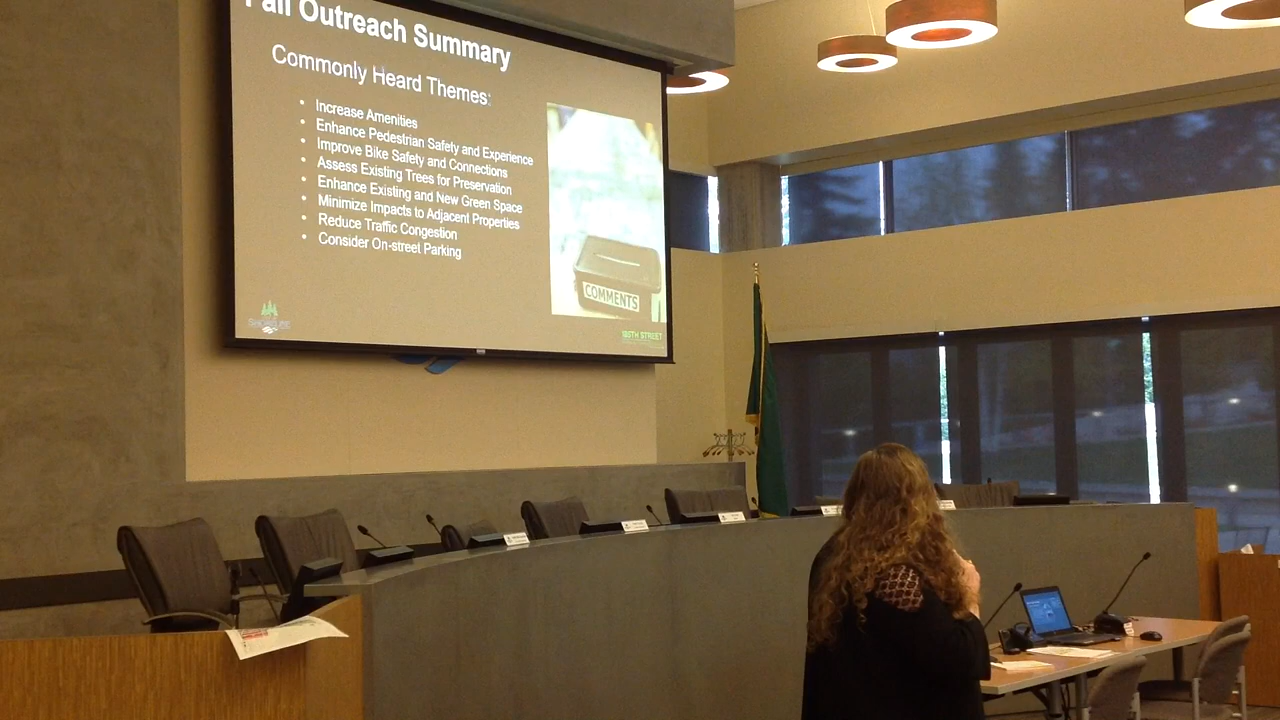 Fall Outreach Summary
Commonly Heard Themes:
• Increase Amenities
• Enhance Pedestrian Safety and Experience
• Improve Bike Safety and Connections
• Assess Existing Trees for Preservation
• Enhance Existing and New Green Space
• Minimize Impacts to Adjacent Properties
• Reduce Traffic Congestion
• Consider On-street Parking
COMMENTS
SHORELINE
185TH STREET